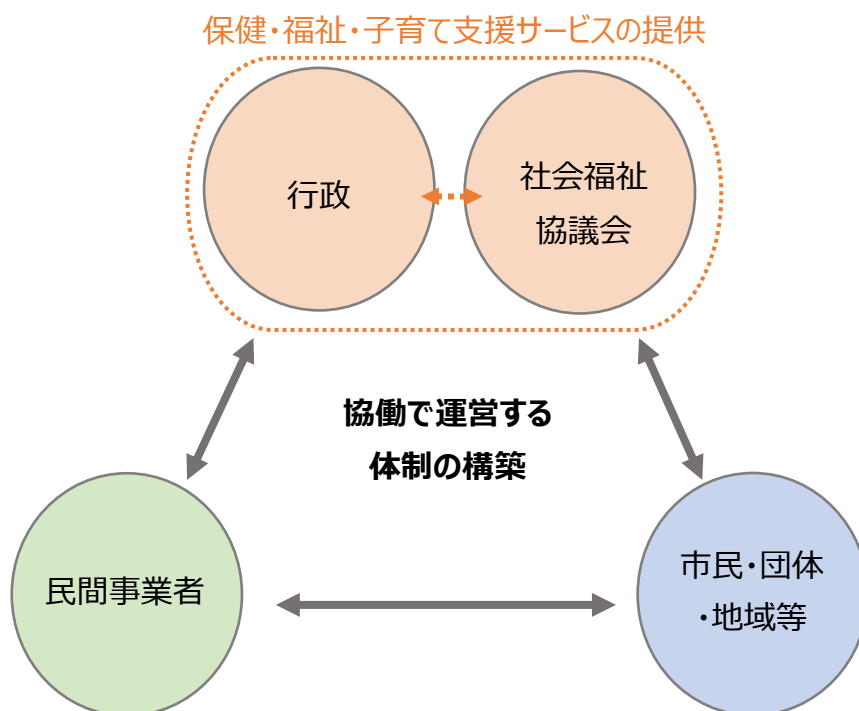 保健・福祉・子育て支援サービスの提供
行政
社会福祉
協議会
協働で運営する
体制の構築
民間事業者
市民・団体
・地域等